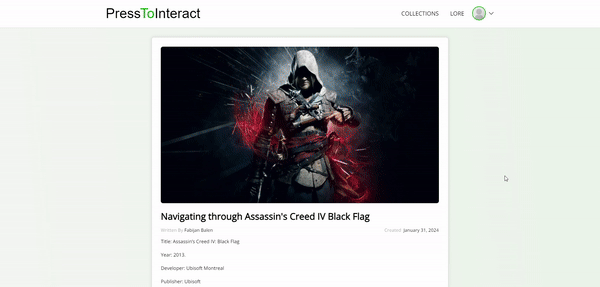 PressToInteract
COLLECTIONS
LORE
Navigating through Assassin's Creed IV Black Flag
Written By Fabijan Balen
Created January 31, 2024
Title: Assassin's Creed IV: Black Flag
Year: 2013.
Developer: Ubisoft Montreal
Publisher: Ubisoft